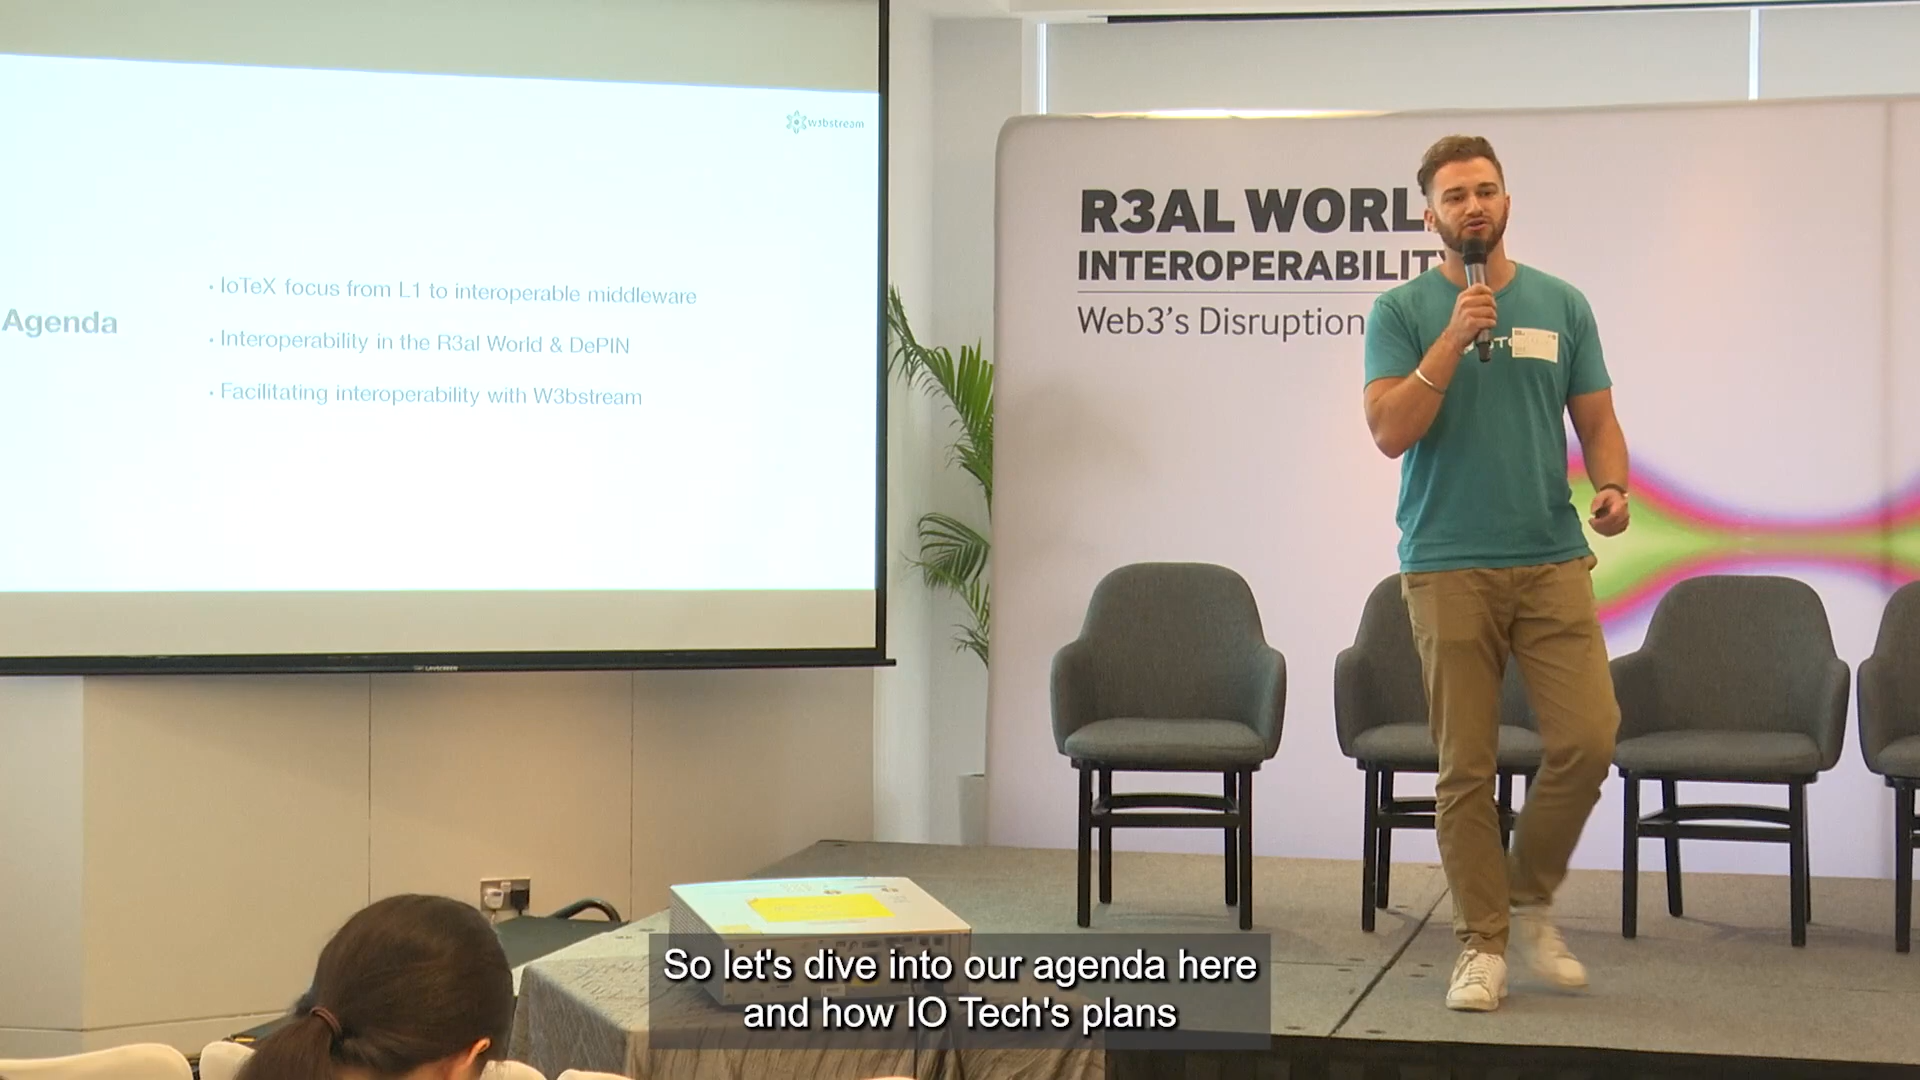 w3bstream
Agenda
· IoTeX focus from L1 to interoperable middleware
· Interoperability in the R3al World & DePIN
· Facilitating interoperability with W3bstream
R3AL WORL
INTEROPERABILITY
Web3's Disruption
So let's dive into our agenda here
and how IO Tech's plans